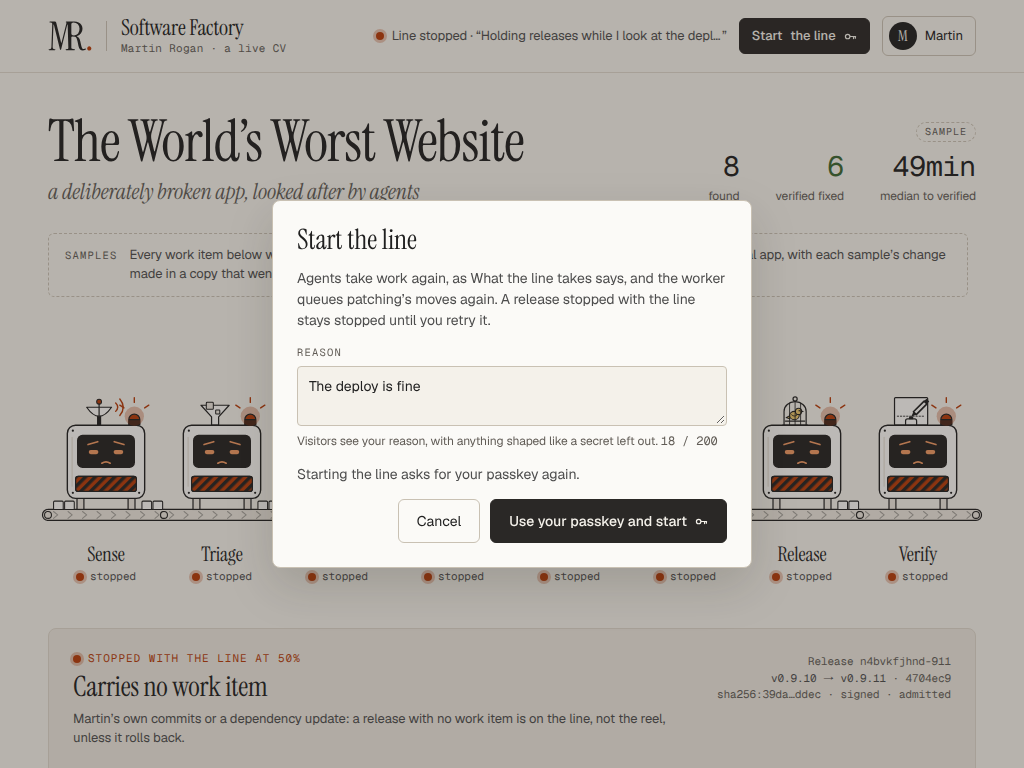 MR.
Software Factory
Martin Rogan · a live CV
Line stopped · “Holding releases while I look at the depl…”
Start the line
M
Martin
The World’s Worst Website
a deliberately broken app, looked after by agents
SAMPLE
8
found
6
verified fixed
49min
median to verified
SAMPLES
Every work item below w
l app, with each sample’s change
made in a copy that wen
Start the line
Agents take work again, as What the line takes says, and the worker
queues patching’s moves again. A release stopped with the line
stays stopped until you retry it.
REASON
The deploy is fine
Visitors see your reason, with anything shaped like a secret left out. 18 / 200
Starting the line asks for your passkey again.
Cancel
Use your passkey and start
Sense
stopped
Triage
stopped
stopped
stopped
stopped
stopped
Release
stopped
Verify
stopped
STOPPED WITH THE LINE AT 50%
Carries no work item
Martin’s own commits or a dependency update: a release with no work item is on the line, not the reel,
unless it rolls back.
Release n4bvkfjhnd-911
v0.9.10 → v0.9.11 · 4704ec9
sha256:39da…ddec · signed · admitted